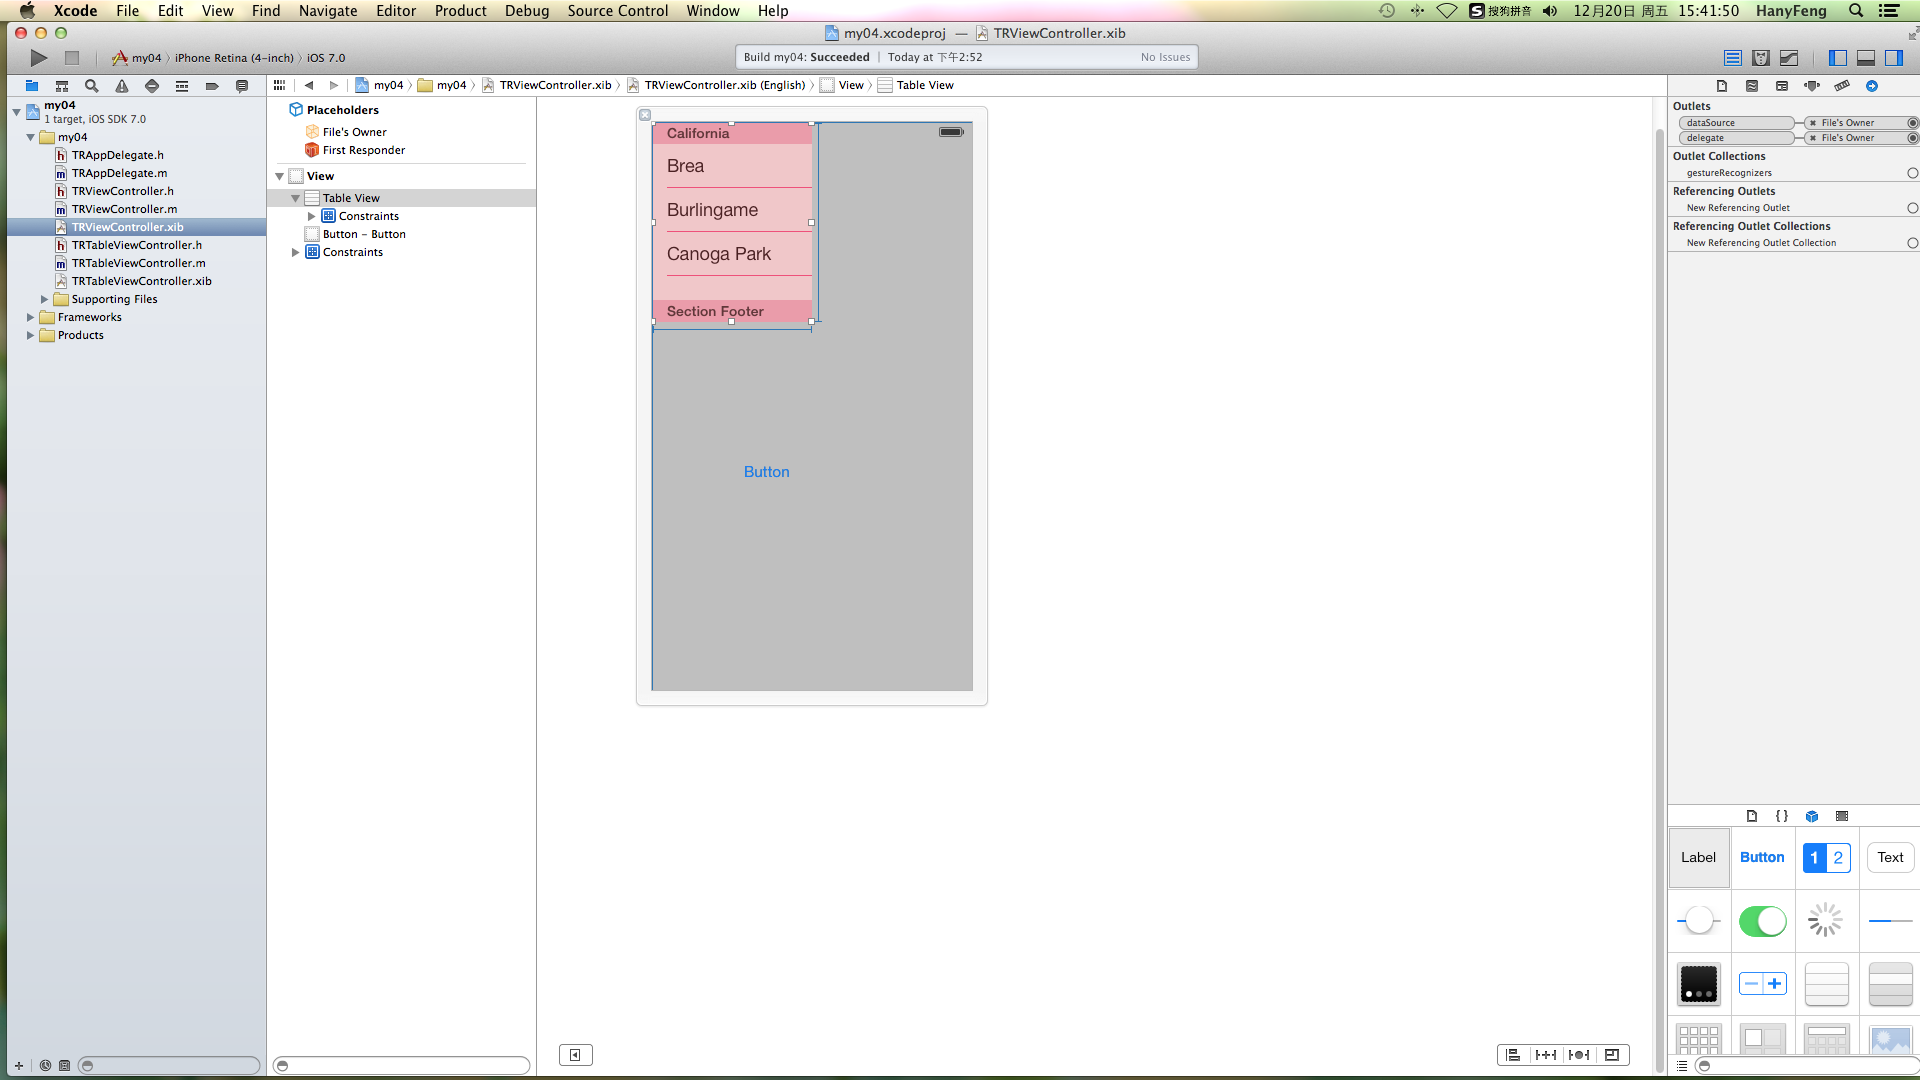 Xcode File Edit View Find Navigate Editor Product Debug Source Control Window Help
S 搜狗拼音 12月20日 周五 15:41:50 HanyFeng
my04.xcodeproj — TRViewController.xib
my04 〉 iPhone Retina (4-inch) 〉 iOS 7.0
Build my04: Succeeded | Today at 下午2:52 No Issues
my04 〉 my04 〉 TRViewController.xib 〉 TRViewController.xib (English) 〉 View 〉 Table View
my04
1 target, iOS SDK 7.0
my04
h TRAppDelegate.h
m TRAppDelegate.m
h TRViewController.h
m TRViewController.m
TRViewController.xib
h TRTableViewController.h
m TRTableViewController.m
TRTableViewController.xib
Supporting Files
Frameworks
Products
Placeholders
File's Owner
First Responder
View
Table View
Constraints
Button - Button
Constraints
California
Brea
Burlingame
Canoga Park
Section Footer
Button
Outlets
dataSource File's Owner
delegate File's Owner
Outlet Collections
gestureRecognizers
Referencing Outlets
New Referencing Outlet
Referencing Outlet Collections
New Referencing Outlet Collection
{ }
Label Button 1 2 Text